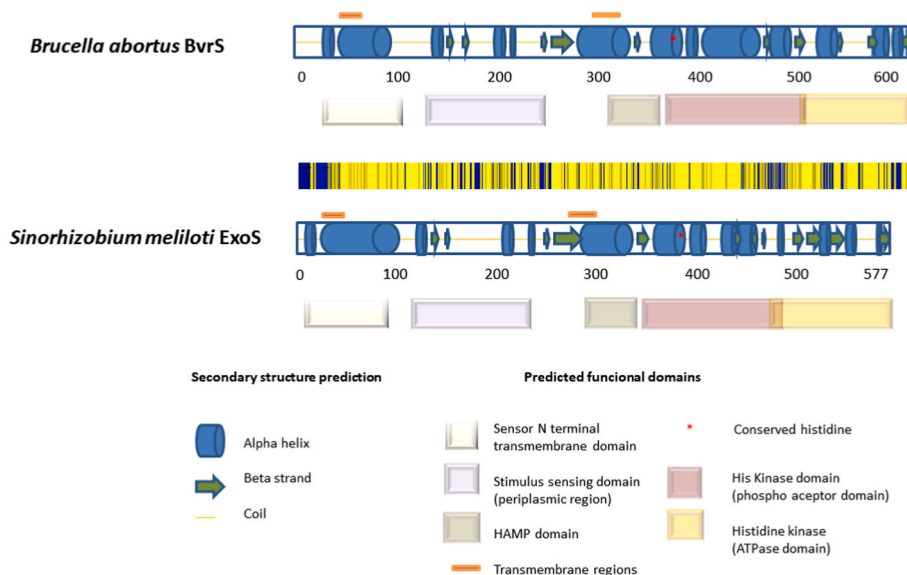 Brucella abortus BvrS
0 100 200 300 400 500 600
Sinorhizobium meliloti ExoS
0 100 200 300 400 500 577
Secondary structure prediction
Alpha helix
Beta strand
Coil
Predicted funcional domains
Sensor N terminal
transmembrane domain
Stimulus sensing domain
(periplasmic region)
HAMP domain
Transmembrane regions
Conserved histidine
His Kinase domain
(phospho aceptor domain)
Histidine kinase
(ATPase domain)